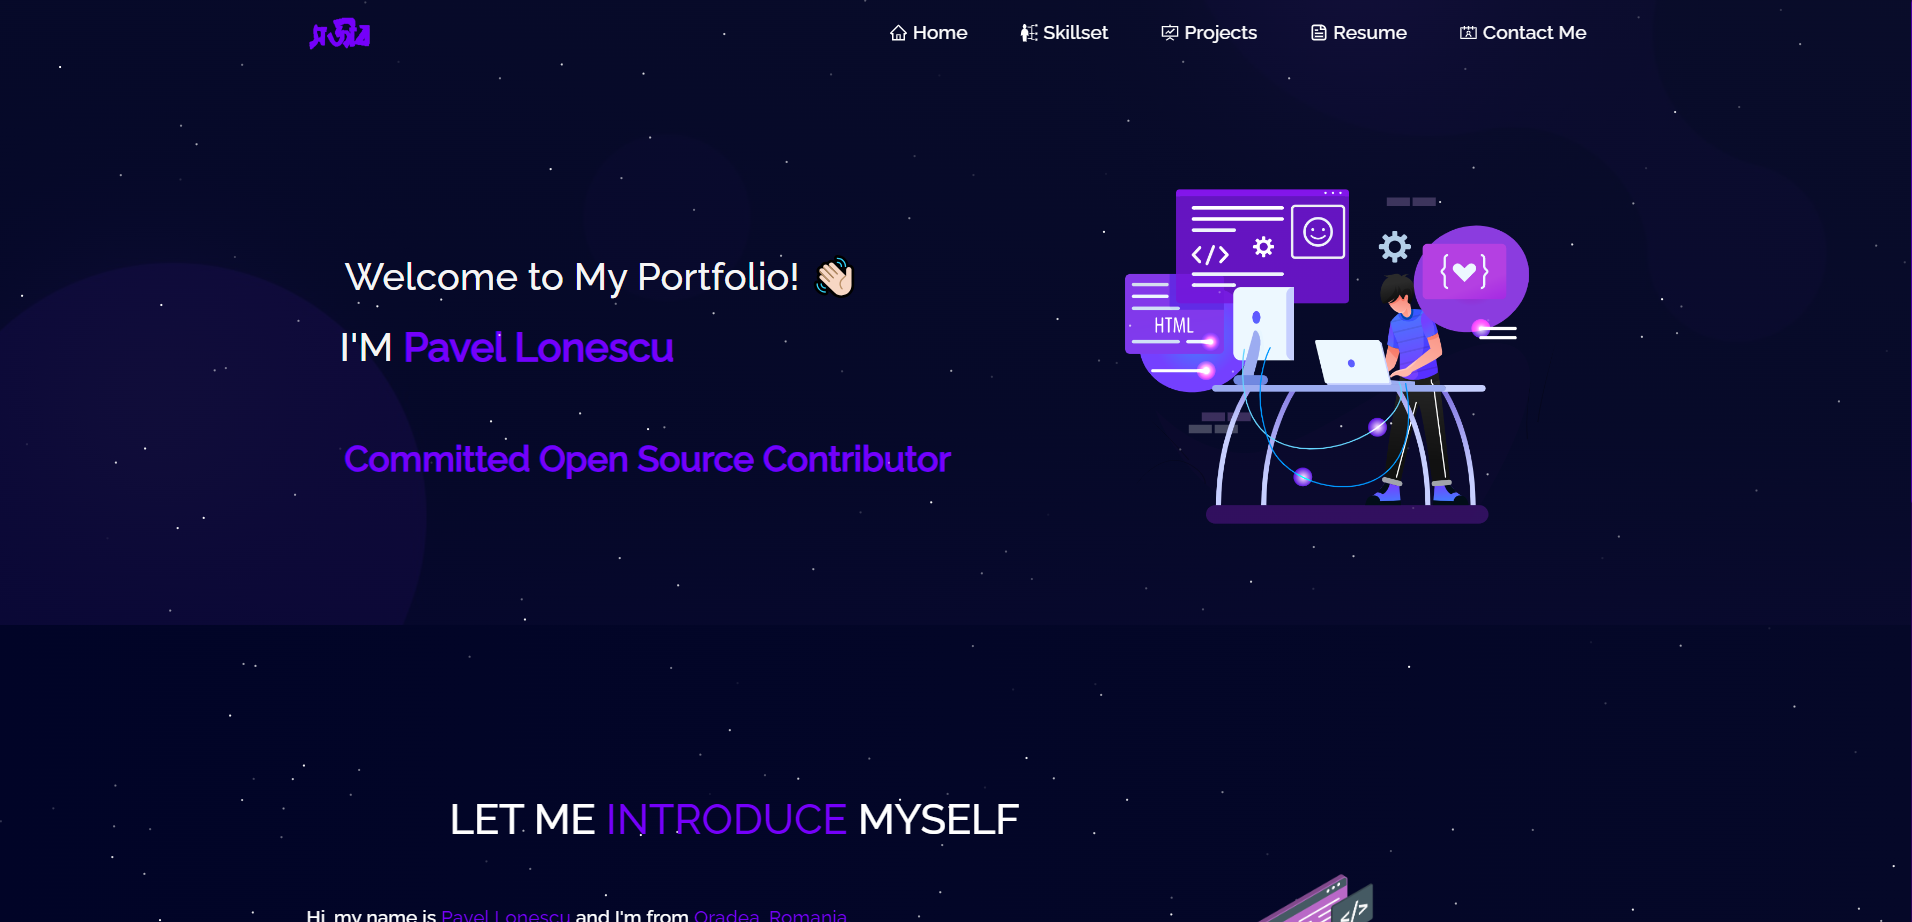 Home Skillset Projects Resume Contact Me
Welcome to My Portfolio! 👋🏻
I'M Pavel Lonescu
Committed Open Source Contributor
</>
HTML
{ }
LET ME INTRODUCE MYSELF
Hi, my name is Pavel Lonescu and I'm from Oradea, Romania
</>